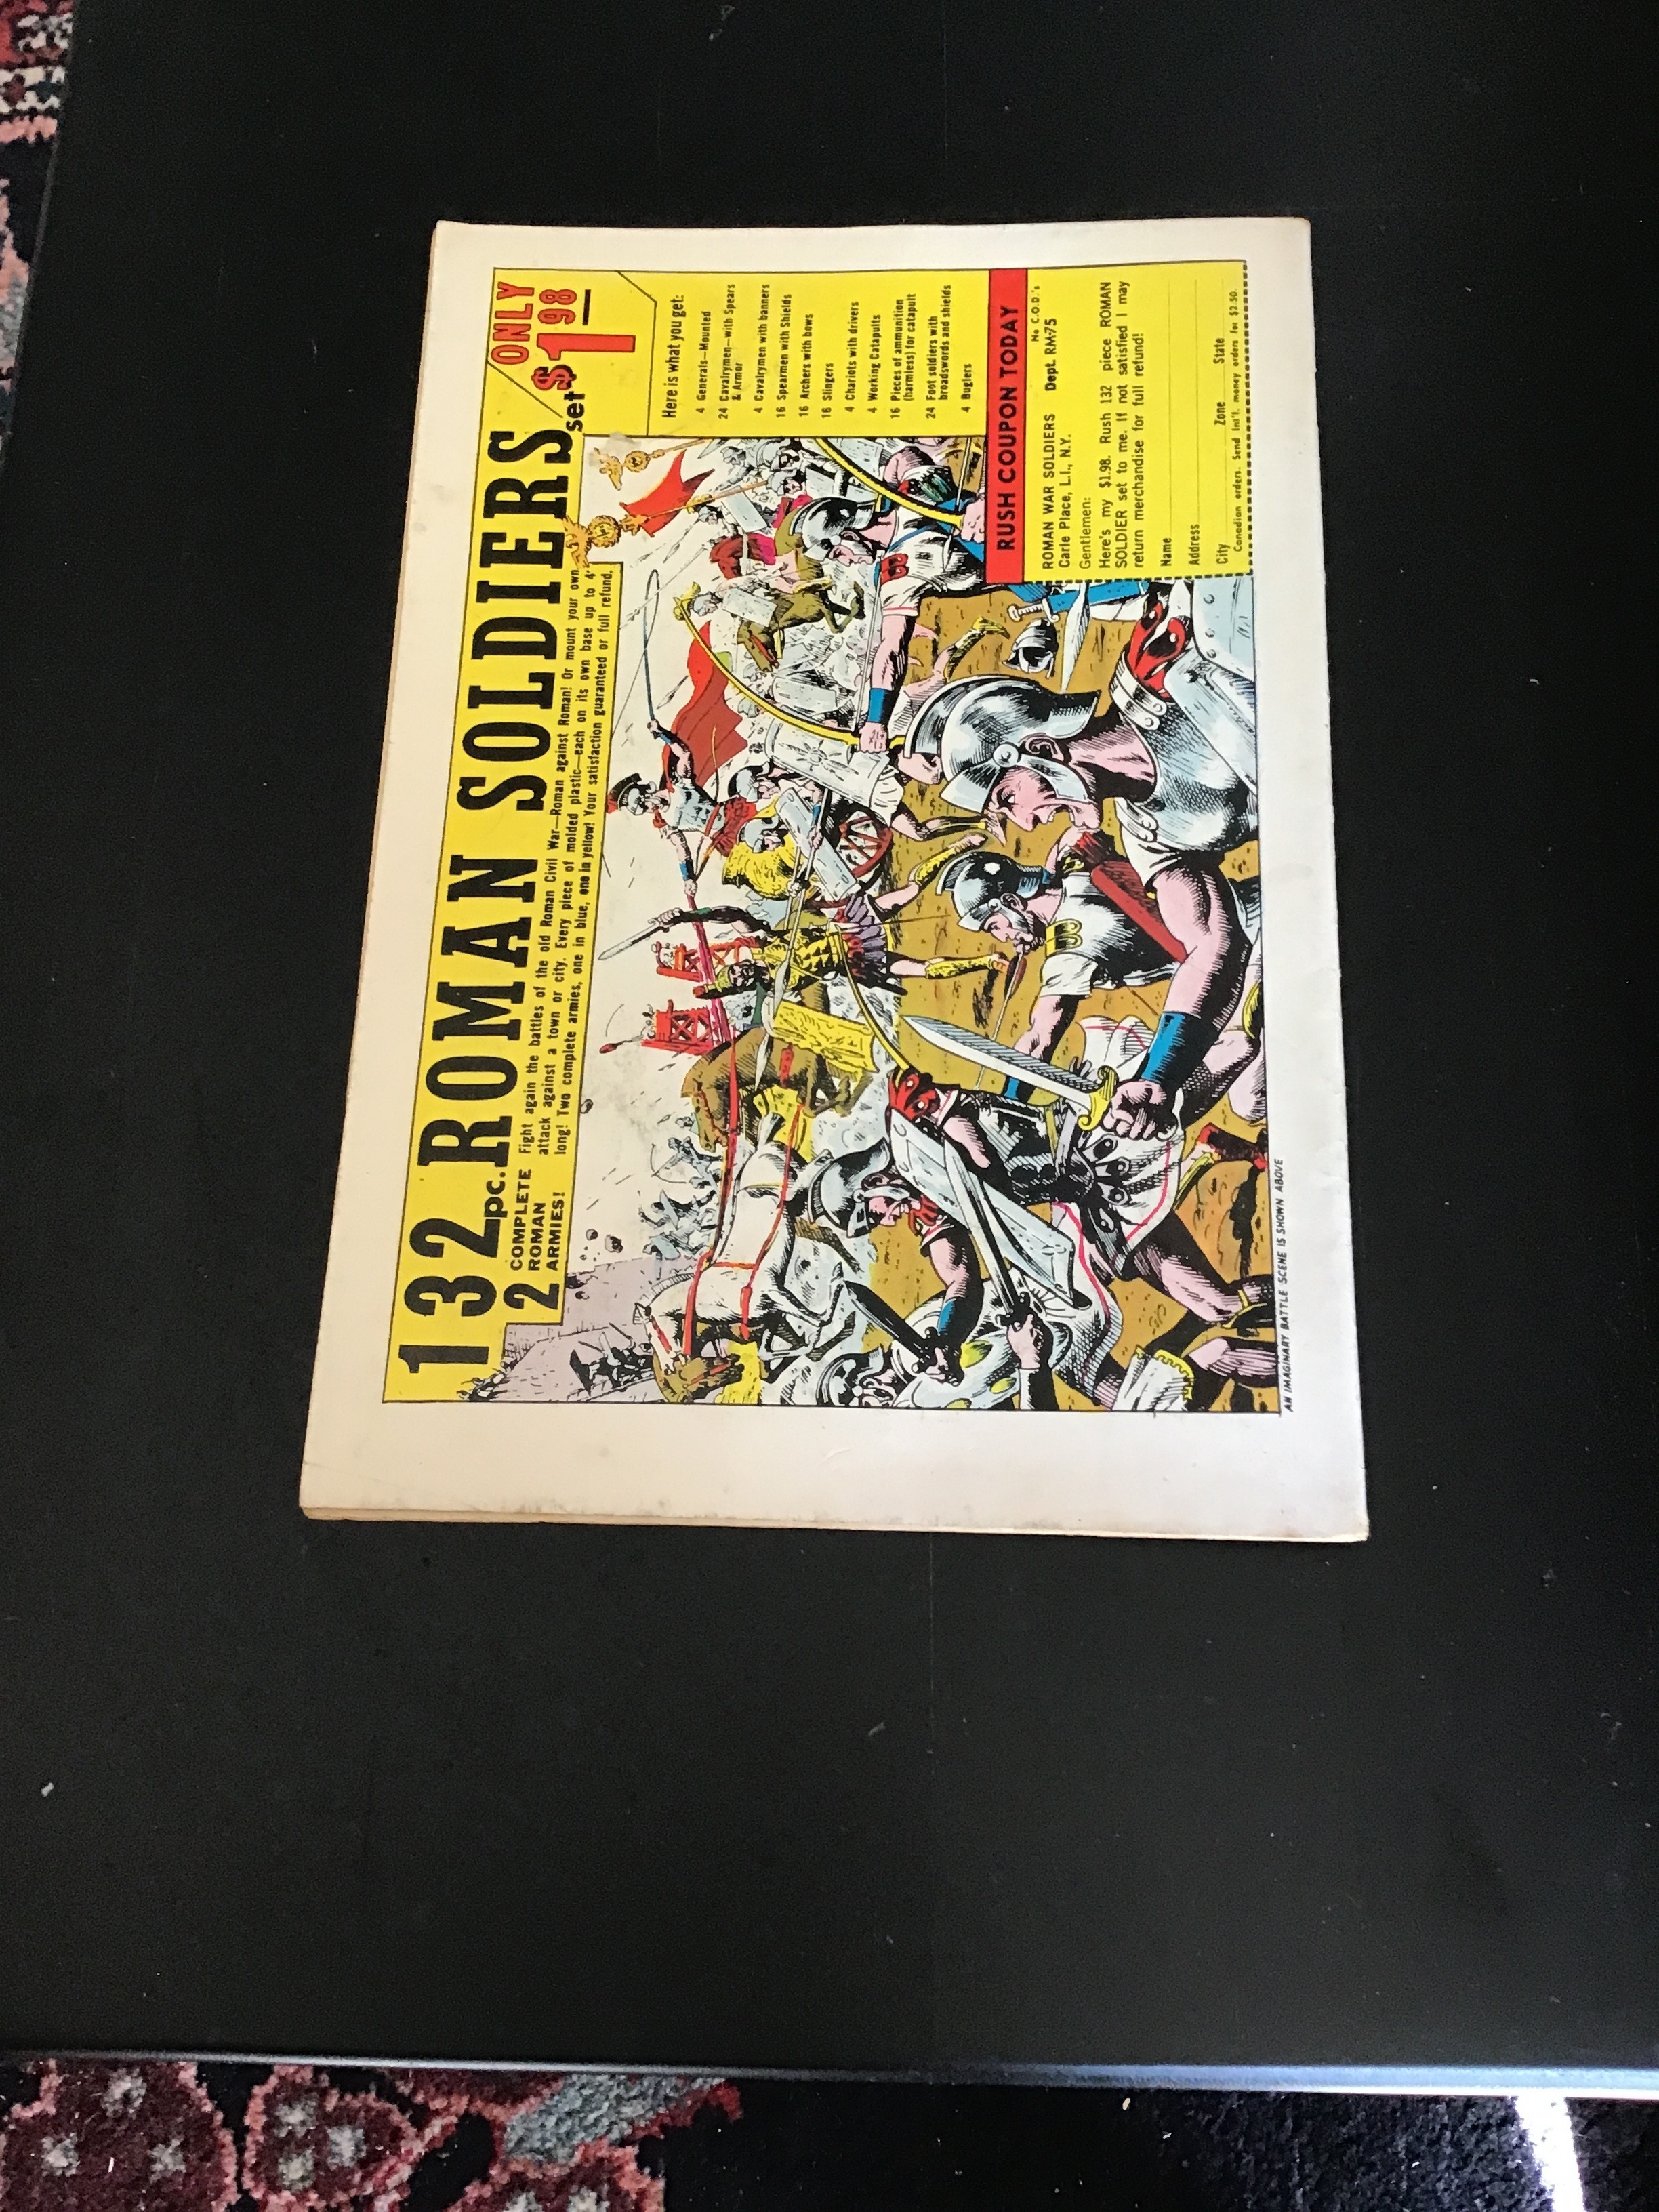 132 pc. ROMAN SOLDIERS set
ONLY
$1.98
2 COMPLETE
ROMAN
ARMIES!
Fight again the battles of the old Roman Civil War—Roman against Roman! Or mount your own
attack against a town or city. Every piece of molded plastic—each on its own base up to 4"
long! Two complete armies, one in blue, one in yellow! Your satisfaction guaranteed or full refund.
Here is what you get:
4 Generals—Mounted
24 Cavalrymen—with Spears
& Armor
4 Cavalrymen with banners
16 Spearmen with Shields
16 Archers with bows
16 Slingers
4 Chariots with drivers
4 Working Catapults
16 Pieces of ammunition
(harmless) for catapult
24 Foot soldiers with
broadswords and shields
4 Buglers
RUSH COUPON TODAY
No C.O.D.'s
ROMAN WAR SOLDIERS Dept. RM-75
Carle Place, L.I., N.Y.
Gentlemen:
Here's my $1.98. Rush 132 piece ROMAN
SOLDIER set to me. If not satisfied I may
return merchandise for full refund!
Name
Address
City Zone State
Canadian orders. Send Int'l. money orders for $2.50.
AN IMAGINARY BATTLE SCENE IS SHOWN ABOVE